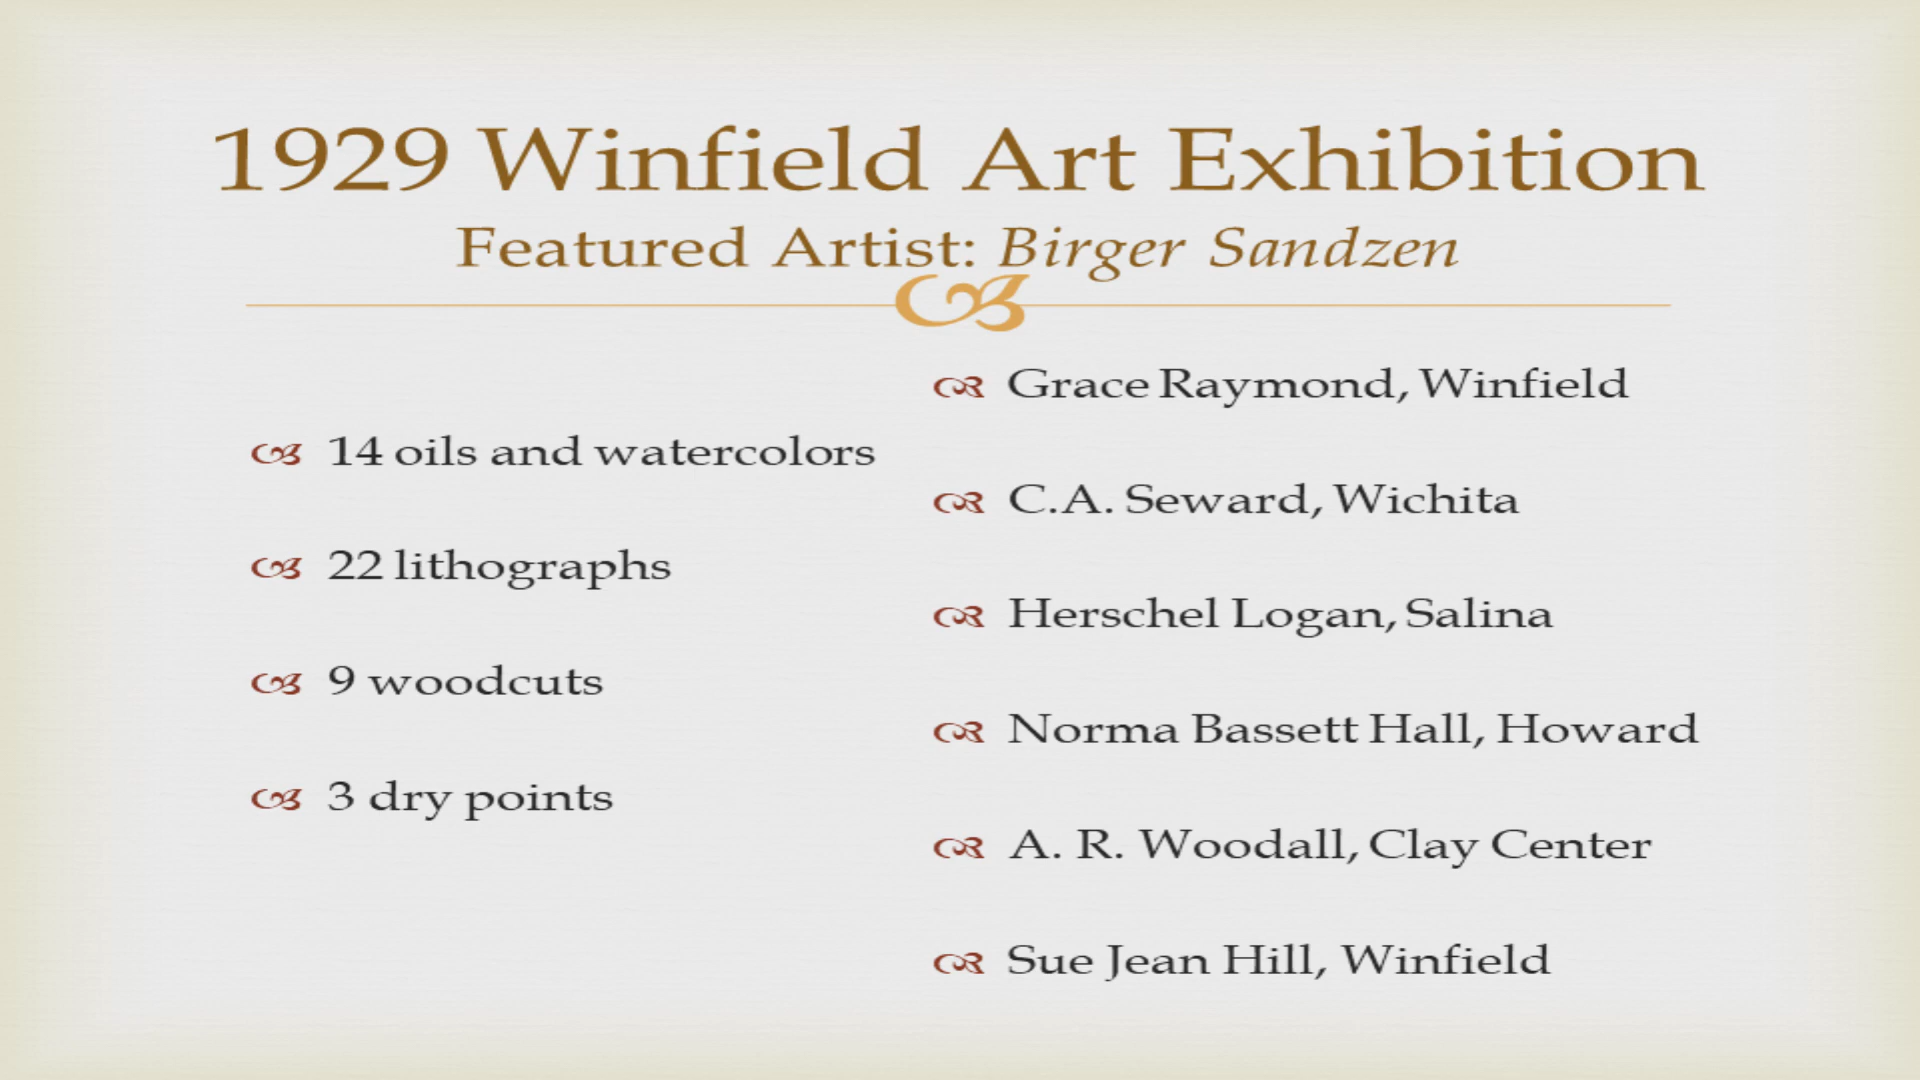 1929 Winfield Art Exhibition
Featured Artist: Birger Sandzen
14 oils and watercolors
22 lithographs
9 woodcuts
3 dry points
Grace Raymond, Winfield
C.A. Seward, Wichita
Herschel Logan, Salina
Norma Bassett Hall, Howard
A. R. Woodall, Clay Center
Sue Jean Hill, Winfield